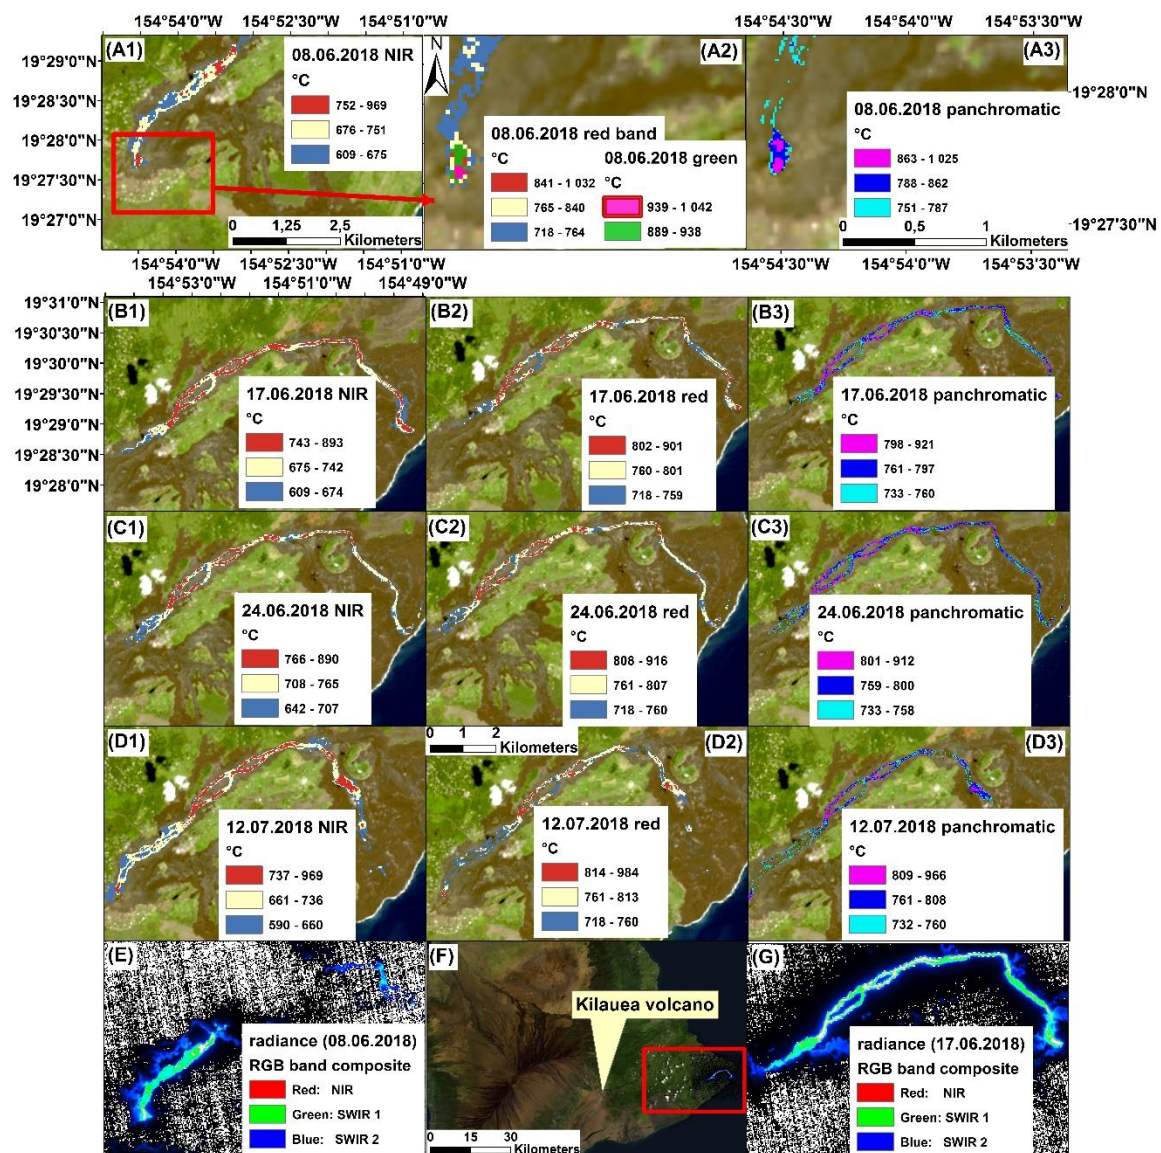 154°54'0"W 154°52'30"W 154°51'0"W 154°54'30"W 154°53'30"W
19°29'0"N
19°28'30"N
19°28'0"N
19°27'30"N
19°27'0"N
(A1)
08.06.2018 NIR
°C
752 - 969
676 - 751
609 - 675
0 1,25 2,5
Kilometers
N
(A2)
08.06.2018 red band
°C
841 - 1 032
765 - 840
718 - 764
08.06.2018 green
°C
939 - 1 042
889 - 938
(A3)
08.06.2018 panchromatic
°C
863 - 1 025
788 - 862
751 - 787
0 0,5 1
Kilometers
19°28'0"N
19°27'30"N
154°54'0"W 154°52'30"W 154°51'0"W 154°54'30"W 154°53'30"W
154°53'0"W 154°51'0"W 154°49'0"W
19°31'0"N
19°30'30"N
19°30'0"N
19°29'30"N
19°29'0"N
19°28'30"N
19°28'0"N
(B1)
17.06.2018 NIR
°C
743 - 893
675 - 742
609 - 674
(B2)
17.06.2018 red
°C
802 - 901
760 - 801
718 - 759
(B3)
17.06.2018 panchromatic
°C
798 - 921
761 - 797
733 - 760
(C1)
24.06.2018 NIR
°C
766 - 890
708 - 765
642 - 707
(C2)
24.06.2018 red
°C
808 - 916
761 - 807
718 - 760
(C3)
24.06.2018 panchromatic
°C
801 - 912
759 - 800
733 - 758
(D1)
12.07.2018 NIR
°C
737 - 969
661 - 736
590 - 660
0 1 2
Kilometers
(D2)
12.07.2018 red
°C
814 - 984
761 - 813
718 - 760
(D3)
12.07.2018 panchromatic
°C
809 - 966
761 - 808
732 - 760
(E)
radiance (08.06.2018)
RGB band composite
Red: NIR
Green: SWIR 1
Blue: SWIR 2
(F)
Kilauea volcano
0 15 30
Kilometers
(G)
radiance (17.06.2018)
RGB band composite
Red: NIR
Green: SWIR 1
Blue: SWIR 2